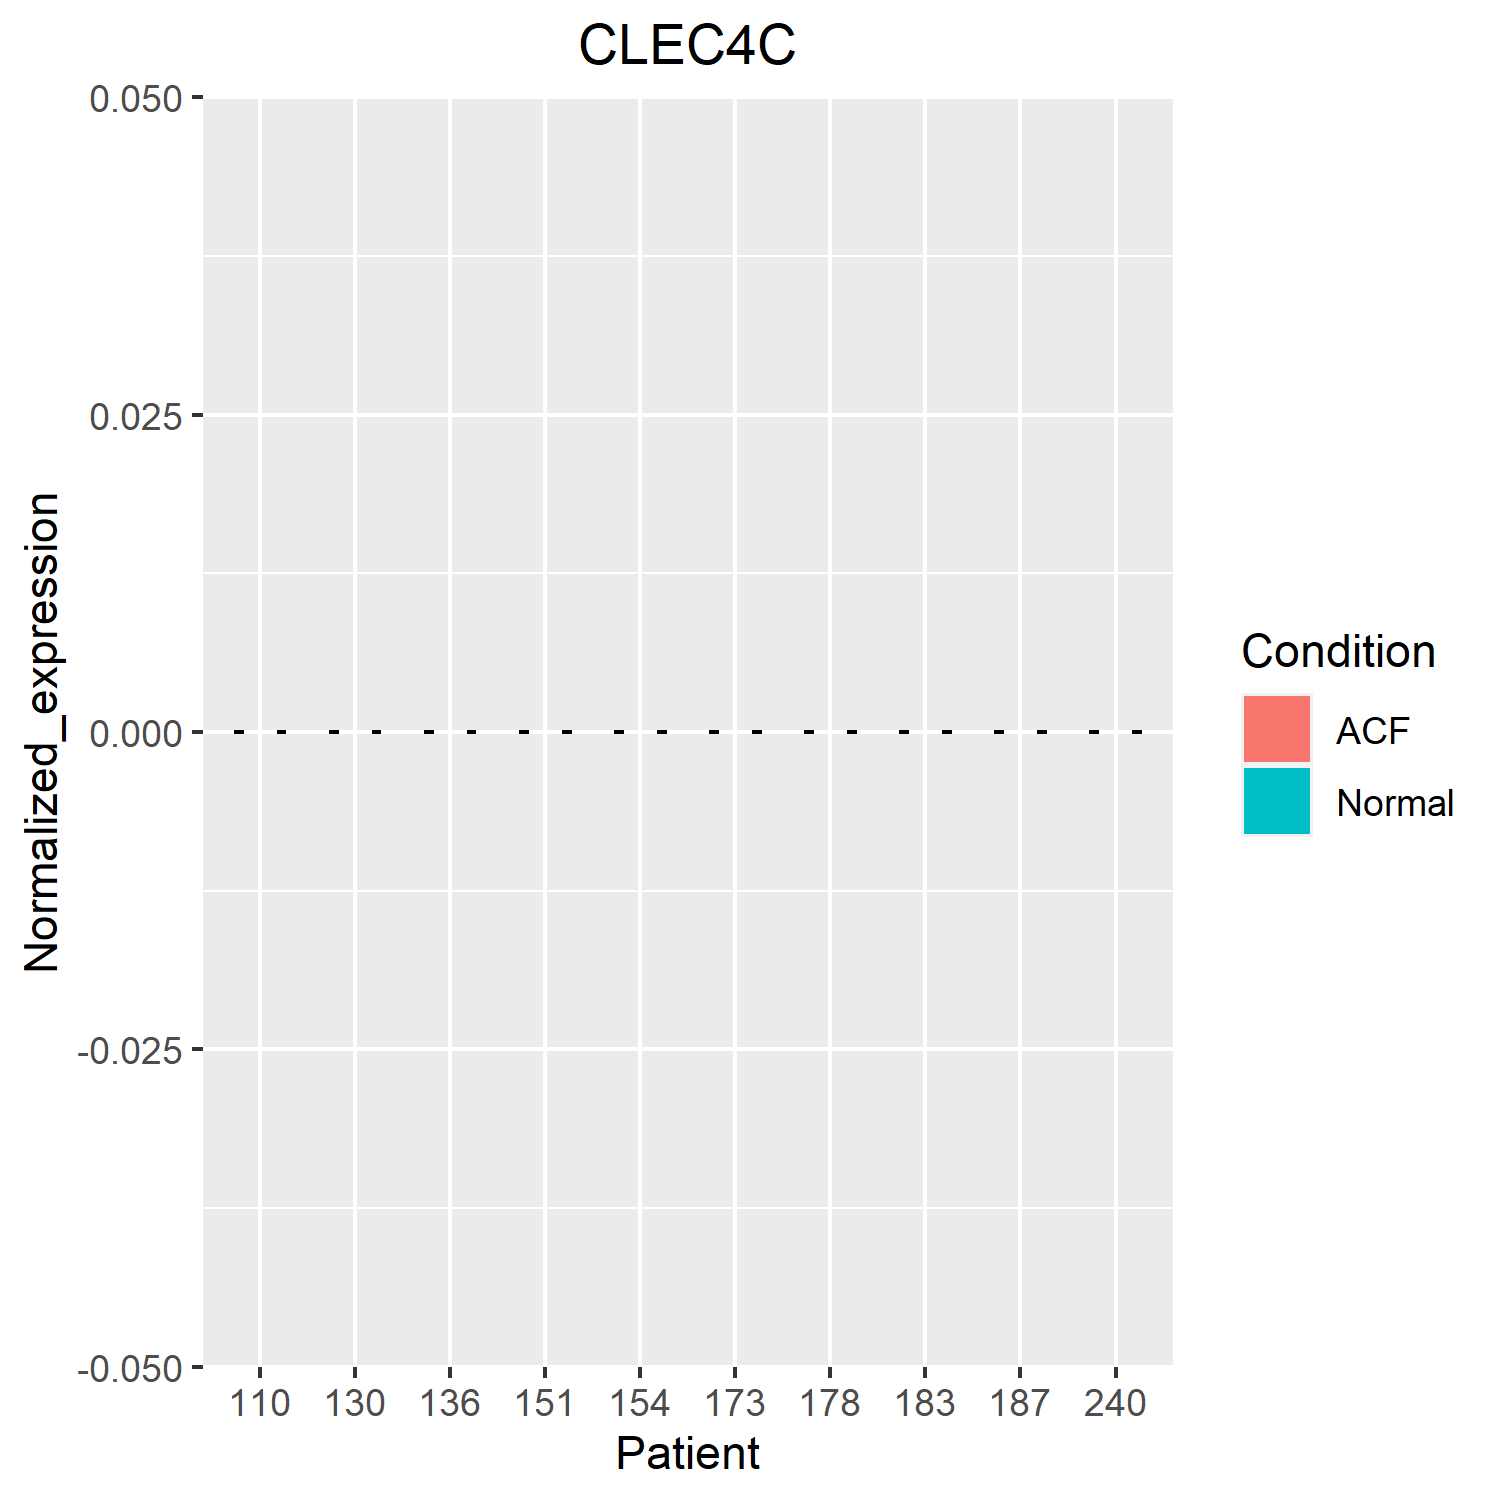 CLEC4C
0.050
0.025
0.000
-0.025
-0.050
Normalized_expression
110 130 136 151 154 173 178 183 187 240
Patient
Condition
ACF
Normal